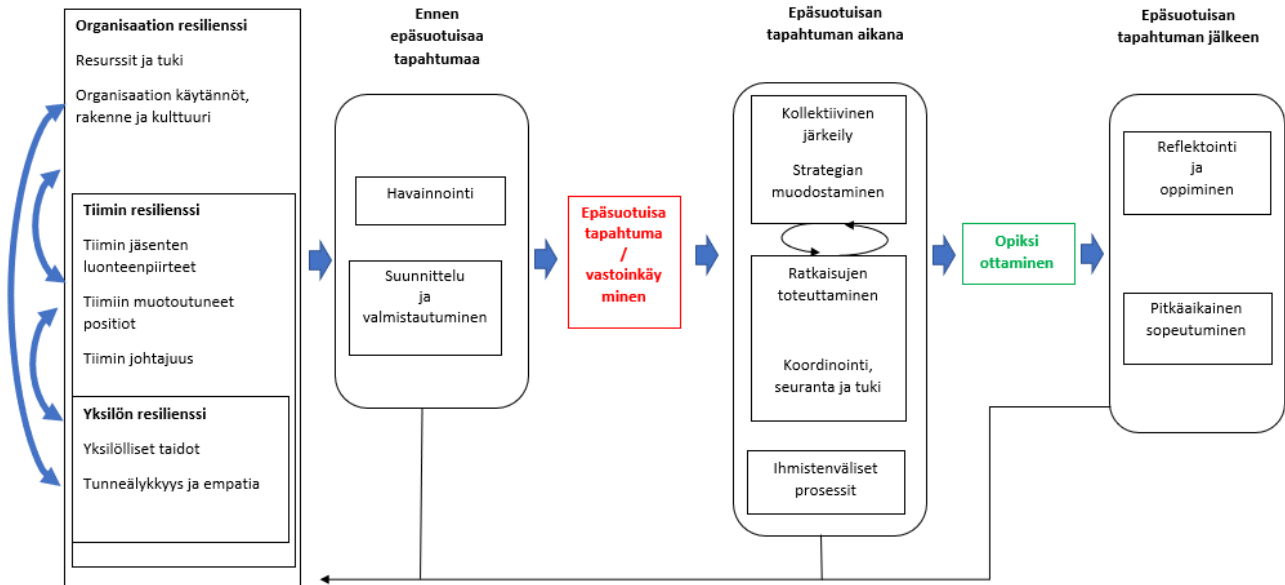 Organisaation resilienssi
Resurssit ja tuki
Organisaation käytännöt,
rakenne ja kulttuuri
Tiimin resilienssi
Tiimin jäsenten
luonteenpiirteet
Tiimiin muotoutuneet
positiot
Tiimin johtajuus
Yksilön resilienssi
Yksilölliset taidot
Tunneälykkyys ja empatia
Ennen
epäsuotuisaa
tapahtumaa
Havainnointi
Suunnittelu
ja
valmistautuminen
Epäsuotuisa
tapahtuma
/
vastoinkäy
minen
Epäsuotuisan
tapahtuman aikana
Kollektiivinen
järkeily
Strategian
muodostaminen
Ratkaisujen
toteuttaminen
Koordinointi,
seuranta ja tuki
Ihmistenväliset
prosessit
Opiksi
ottaminen
Epäsuotuisan
tapahtuman jälkeen
Reflektointi
ja
oppiminen
Pitkäaikainen
sopeutuminen